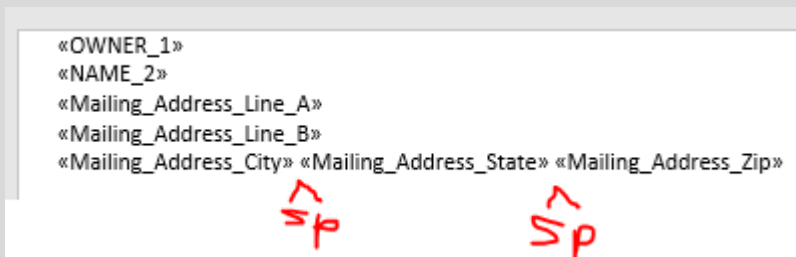 «OWNER_1»
«NAME_2»
«Mailing_Address_Line_A»
«Mailing_Address_Line_B»
«Mailing_Address_City» «Mailing_Address_State» «Mailing_Address_Zip»
^ ^
sp sp